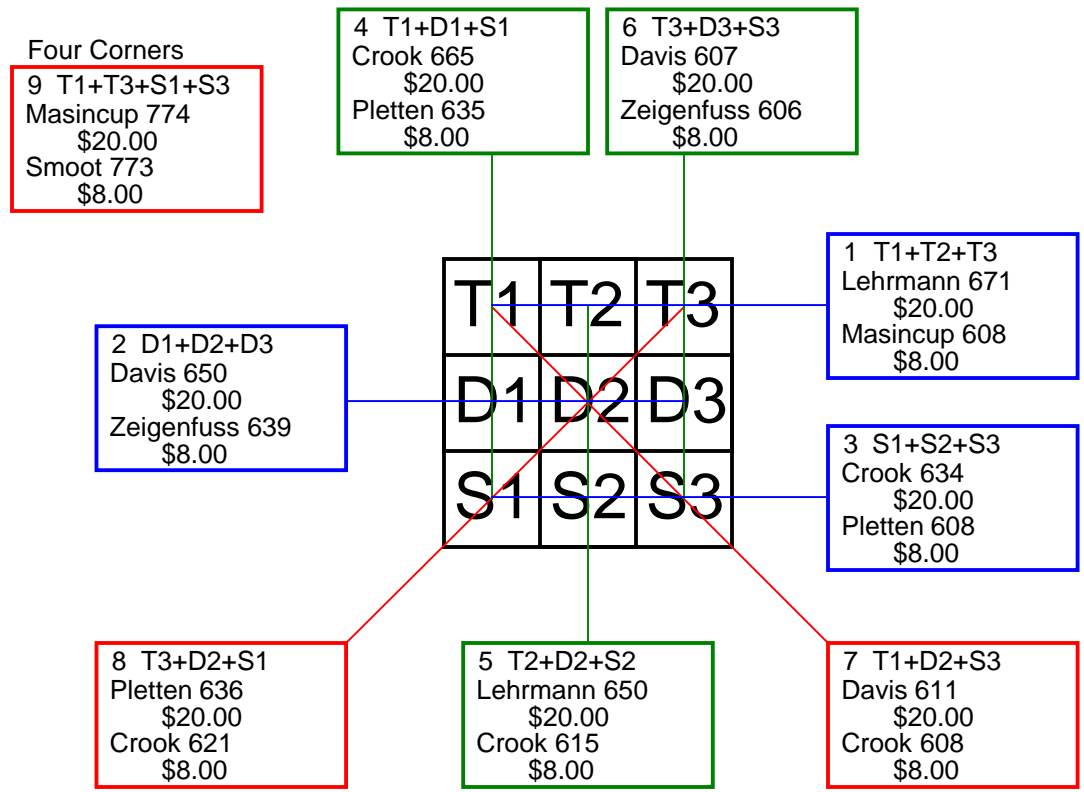 Four Corners
9 T1+T3+S1+S3
Masincup 774
$20.00
Smoot 773
$8.00
4 T1+D1+S1
Crook 665
$20.00
Pletten 635
$8.00
6 T3+D3+S3
Davis 607
$20.00
Zeigenfuss 606
$8.00
1 T1+T2+T3
Lehrmann 671
$20.00
Masincup 608
$8.00
2 D1+D2+D3
Davis 650
$20.00
Zeigenfuss 639
$8.00
T1 T2 T3
D1 D2 D3
S1 S2 S3
3 S1+S2+S3
Crook 634
$20.00
Pletten 608
$8.00
8 T3+D2+S1
Pletten 636
$20.00
Crook 621
$8.00
5 T2+D2+S2
Lehrmann 650
$20.00
Crook 615
$8.00
7 T1+D2+S3
Davis 611
$20.00
Crook 608
$8.00